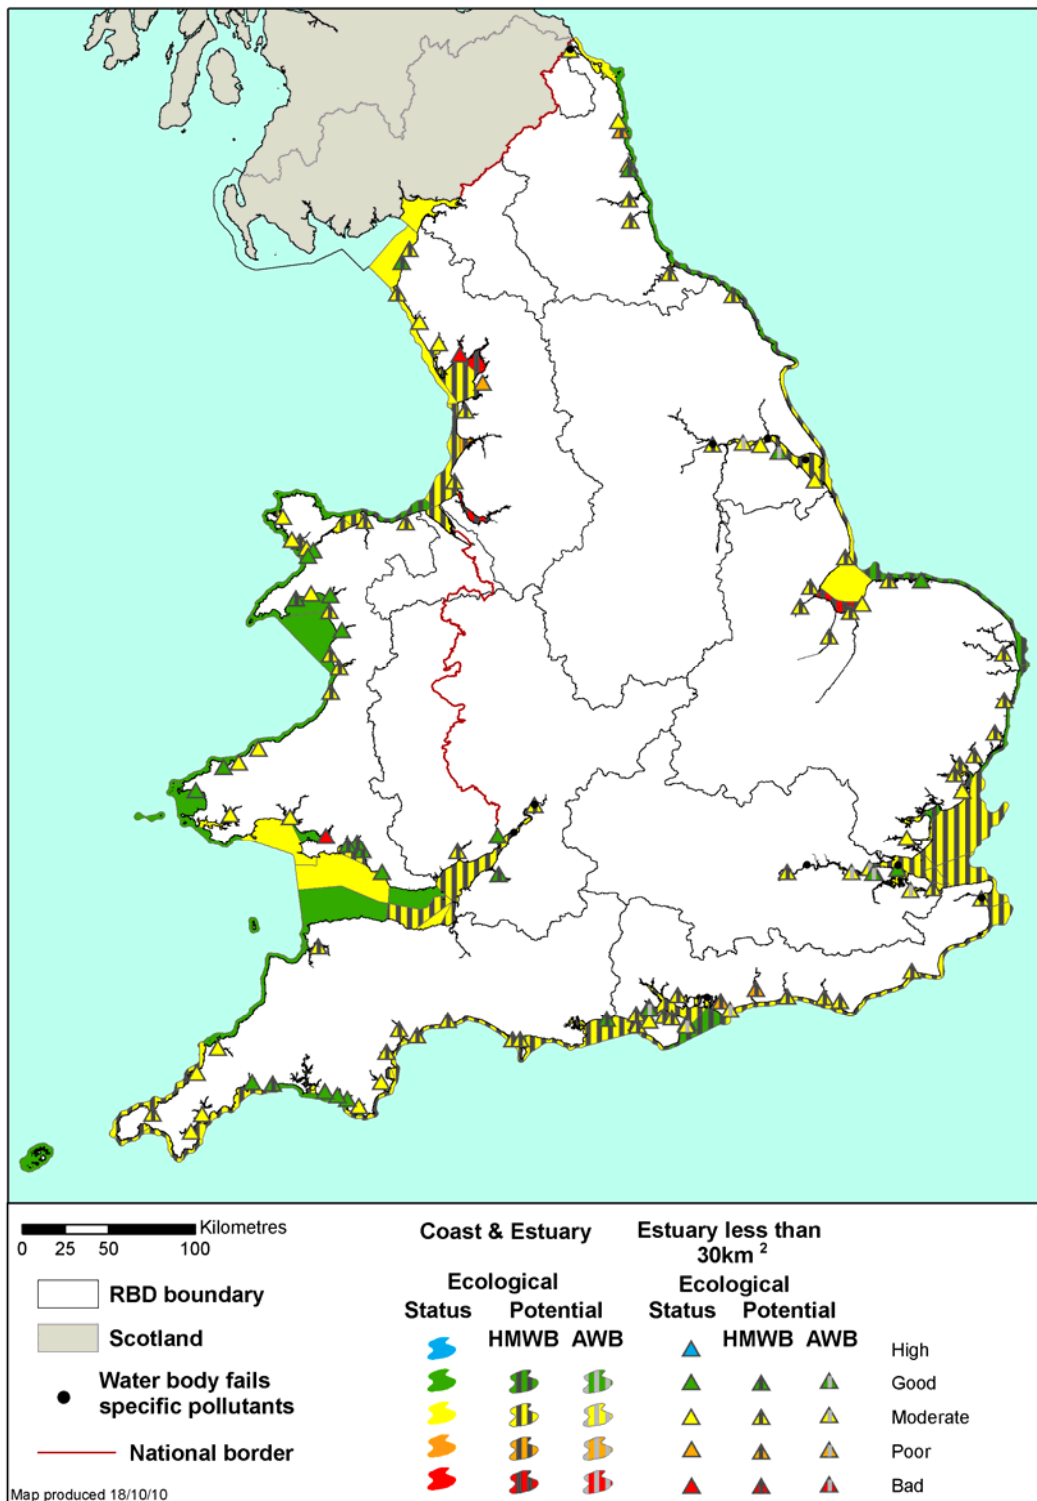 Kilometres
0 25 50 100
RBD boundary
Scotland
Water body fails
specific pollutants
National border
Map produced 18/10/10
Coast & Estuary
Ecological
Status Potential
HMWB AWB
Estuary less than
30km 2
Ecological
Status Potential
HMWB AWB
High
Good
Moderate
Poor
Bad